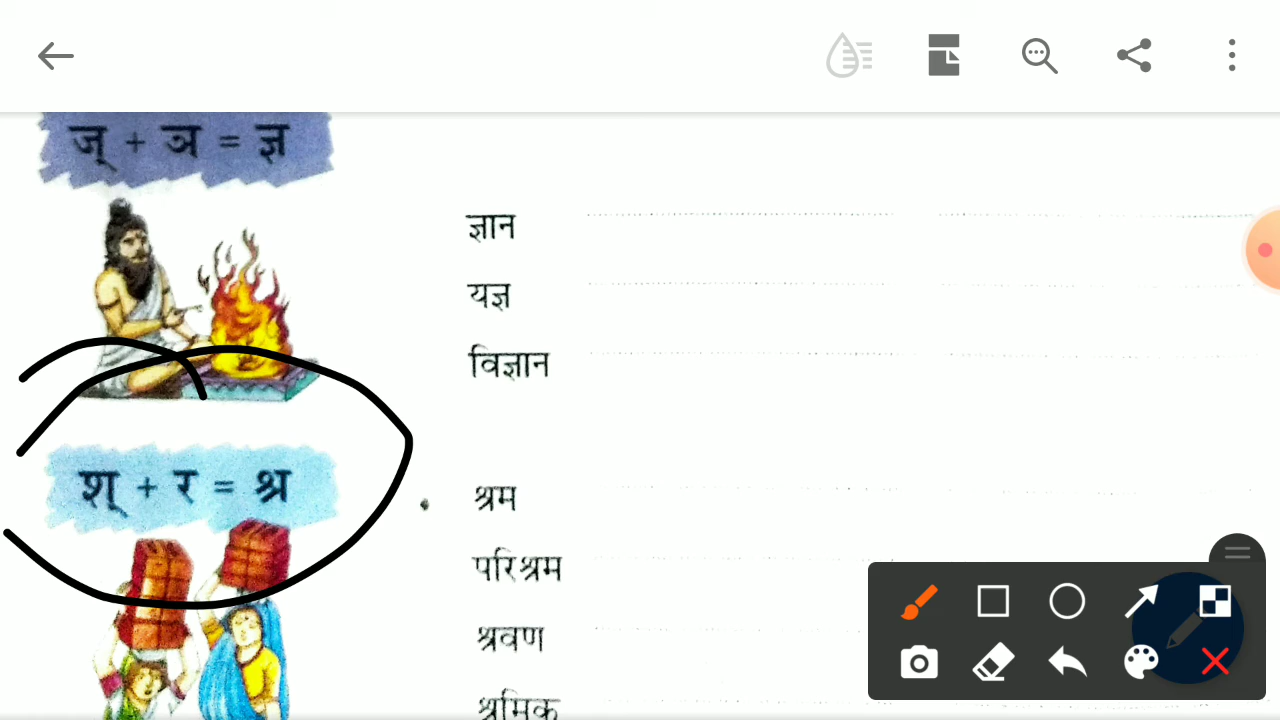 ज् + ञ = ज्ञ
ज्ञान
यज्ञ
विज्ञान
श् + र = श्र
श्रम
परिश्रम
श्रवण
श्रमिक